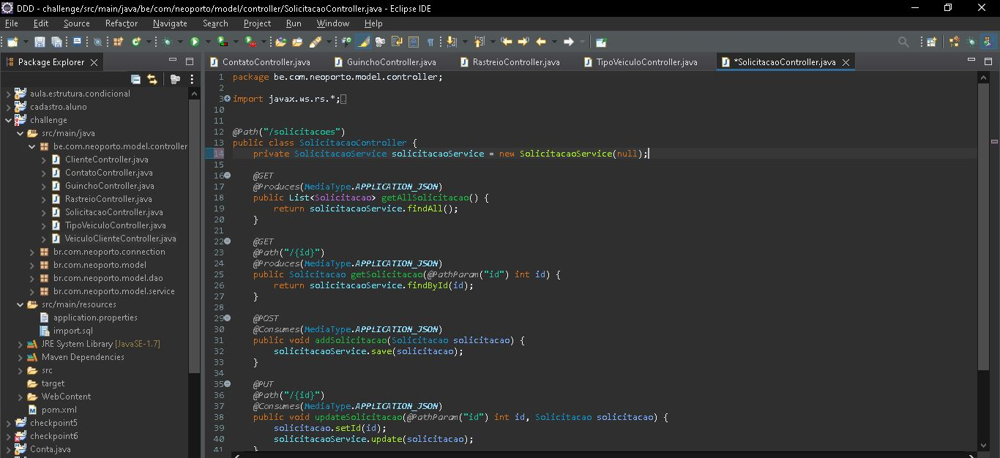 DDD - challenge/src/main/java/be/com/neoporto/model/controller/SolicitacaoController.java - Eclipse IDE
File Edit Source Refactor Navigate Search Project Run Window Help
Package Explorer
ContatoController.java GuinchoController.java RastreioController.java TipoVeiculoController.java *SolicitacaoController.java
aula.estrutura.condicional
cadastro.aluno
challenge
src/main/java
be.com.neoporto.model.controller
ClienteController.java
ContatoController.java
GuinchoController.java
RastreioController.java
SolicitacaoController.java
TipoVeiculoController.java
VeiculoClienteController.java
br.com.neoporto.connection
br.com.neoporto.model
br.com.neoporto.model.dao
br.com.neoporto.model.service
src/main/resources
application.properties
import.sql
JRE System Library [JavaSE-1.7]
Maven Dependencies
src
target
WebContent
pom.xml
checkpoint5
checkpoint6
Conta.java
1 package be.com.neoporto.model.controller;
2
3 import javax.ws.rs.*;
10
11
12 @Path("/solicitacoes")
13 public class SolicitacaoController {
14 private SolicitacaoService solicitacaoService = new SolicitacaoService(null);
15
16 @GET
17 @Produces(MediaType.APPLICATION_JSON)
18 public List<Solicitacao> getAllSolicitacao() {
19 return solicitacaoService.findAll();
20 }
21
22 @GET
23 @Path("/{id}")
24 @Produces(MediaType.APPLICATION_JSON)
25 public Solicitacao getSolicitacao(@PathParam("id") int id) {
26 return solicitacaoService.findById(id);
27 }
28
29 @POST
30 @Consumes(MediaType.APPLICATION_JSON)
31 public void addSolicitacao(Solicitacao solicitacao) {
32 solicitacaoService.save(solicitacao);
33 }
34
35 @PUT
36 @Path("/{id}")
37 @Consumes(MediaType.APPLICATION_JSON)
38 public void updateSolicitacao(@PathParam("id") int id, Solicitacao solicitacao) {
39 solicitacao.setId(id);
40 solicitacaoService.update(solicitacao);
41 }